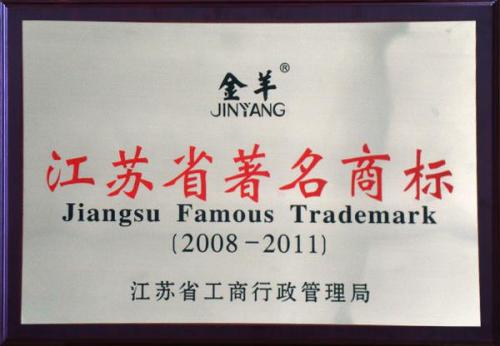 金羊®
JINYANG
江苏省著名商标
Jiangsu Famous Trademark
(2008-2011)
江苏省工商行政管理局